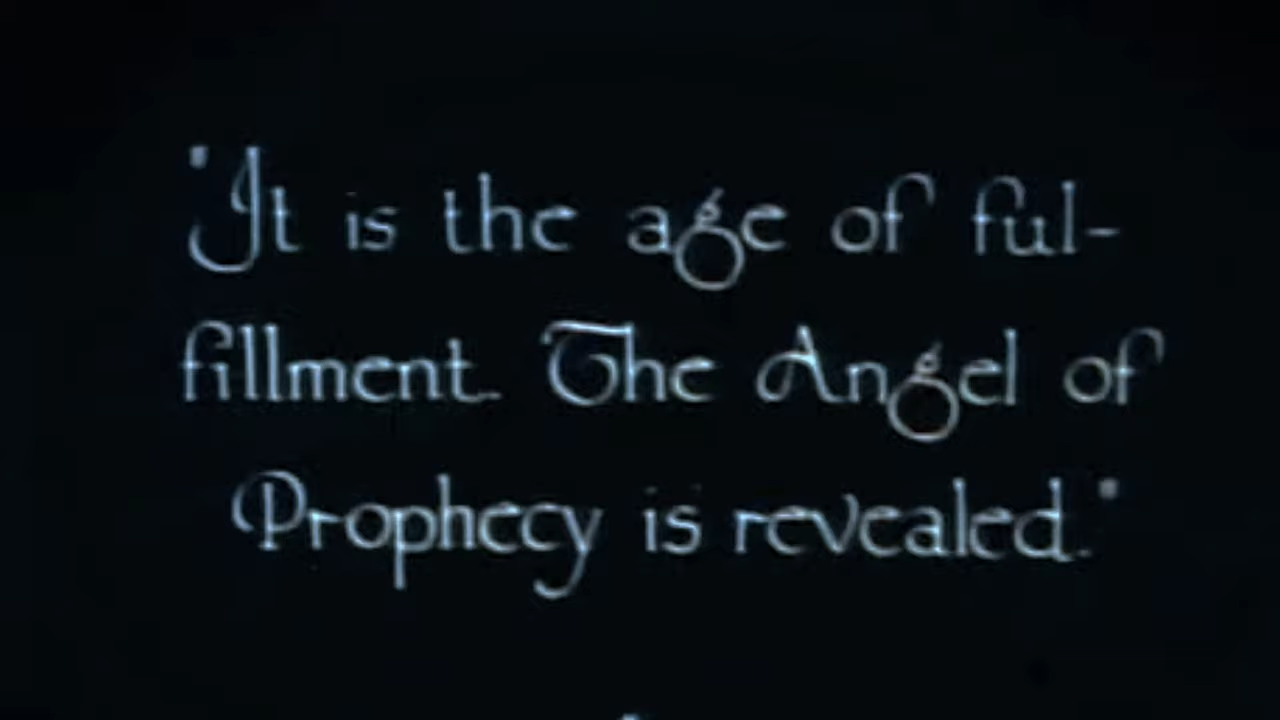 "It is the age of ful-
fillment. The Angel of
Prophecy is revealed."